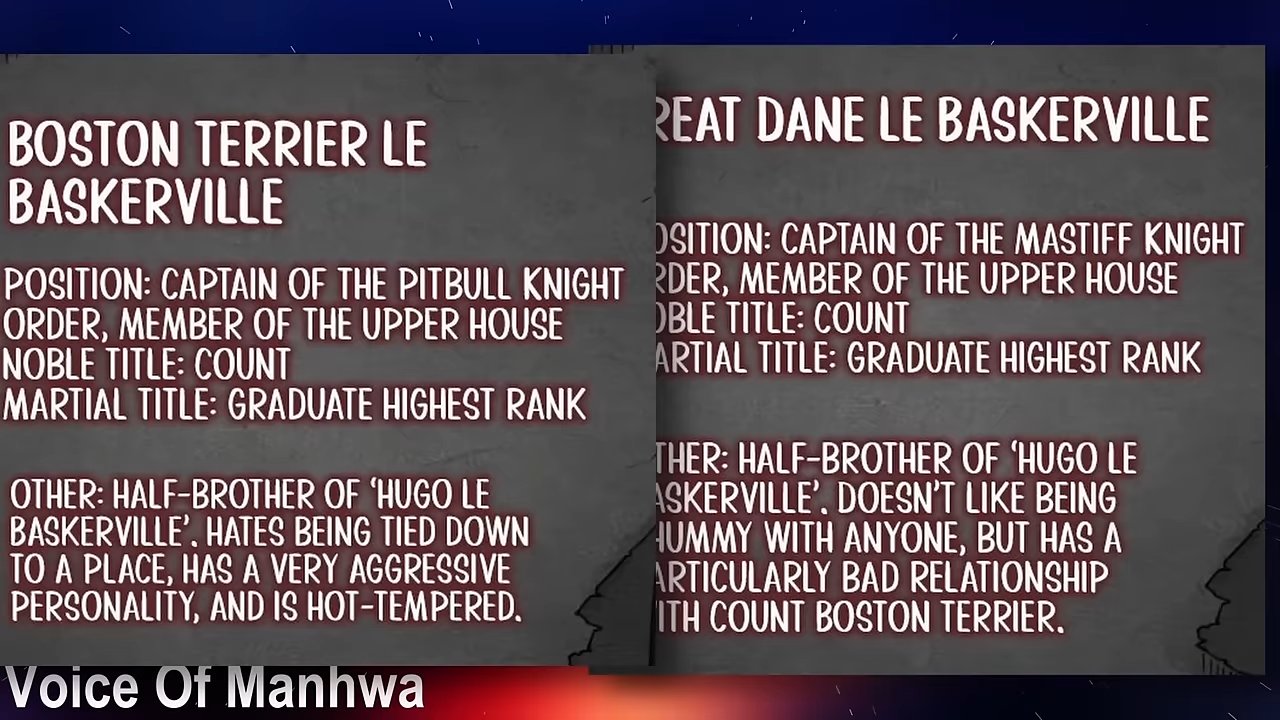 BOSTON TERRIER LE
BASKERVILLE
POSITION: CAPTAIN OF THE PITBULL KNIGHT
ORDER, MEMBER OF THE UPPER HOUSE
NOBLE TITLE: COUNT
MARTIAL TITLE: GRADUATE HIGHEST RANK
OTHER: HALF-BROTHER OF ‘HUGO LE
BASKERVILLE’. HATES BEING TIED DOWN
TO A PLACE, HAS A VERY AGGRESSIVE
PERSONALITY, AND IS HOT-TEMPERED.
REAT DANE LE BASKERVILLE
OSITION: CAPTAIN OF THE MASTIFF KNIGHT
RDER, MEMBER OF THE UPPER HOUSE
OBLE TITLE: COUNT
ARTIAL TITLE: GRADUATE HIGHEST RANK
THER: HALF-BROTHER OF ‘HUGO LE
ASKERVILLE’. DOESN’T LIKE BEING
HUMMY WITH ANYONE, BUT HAS A
ARTICULARLY BAD RELATIONSHIP
ITH COUNT BOSTON TERRIER.
Voice Of Manhwa